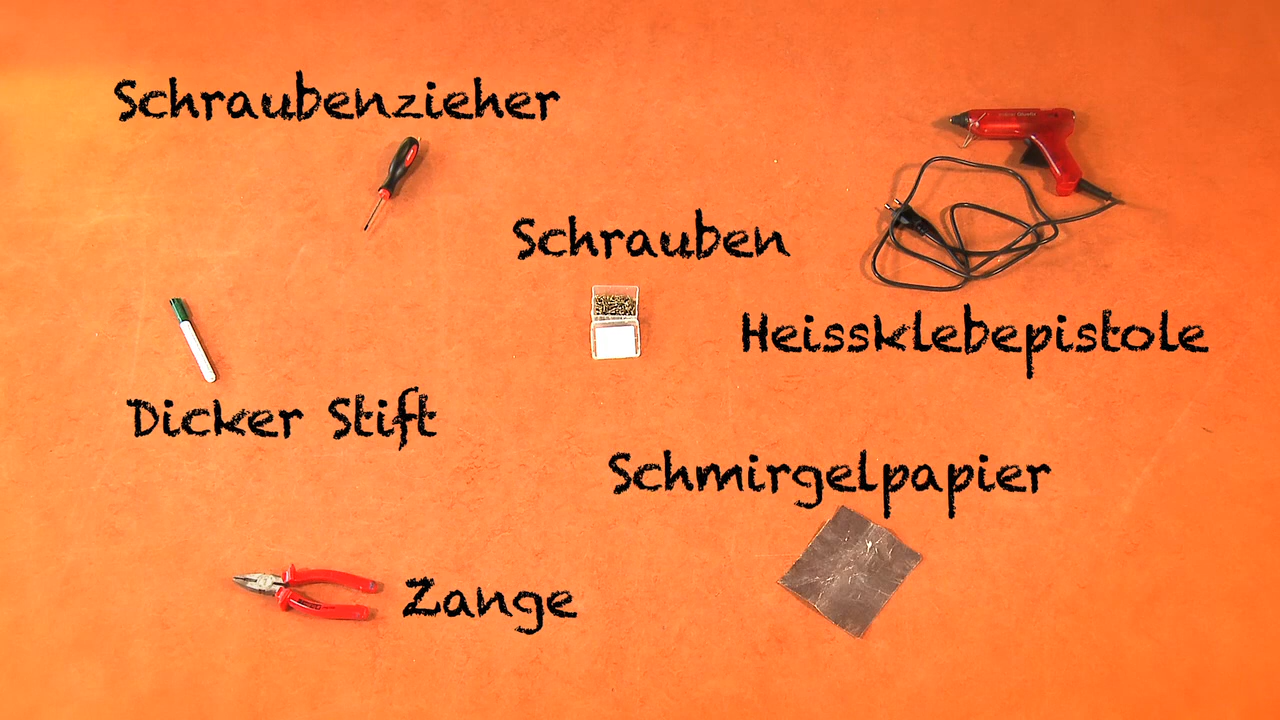 Schraubenzieher
Schrauben
Heissklebepistole
Dicker Stift
Schmirgelpapier
Zange